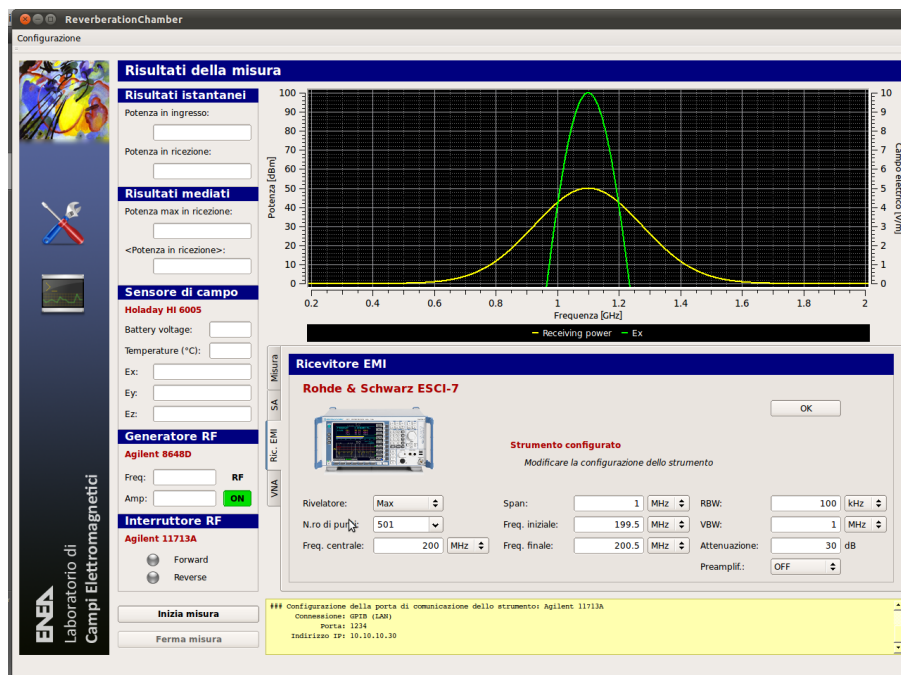 ReverberationChamber
Configurazione
Risultati della misura
Risultati istantanei
Potenza in ingresso:
Potenza in ricezione:
Risultati mediati
Potenza max in ricezione:
<Potenza in ricezione>:
Sensore di campo
Holaday HI 6005
Battery voltage:
Temperature (°C):
Ex:
Ey:
Ez:
Generatore RF
Agilent 8648D
Freq: RF
Amp: ON
Interruttore RF
Agilent 11713A
Forward
Reverse
Inizia misura
Ferma misura
ENEA
Laboratorio di
Campi Elettromagnetici
Potenza [dBm]
100
90
80
70
60
50
40
30
20
10
0
10
9
8
7
6
5
4
3
2
1
0
Campo elettrico [V/m]
0.2 0.4 0.6 0.8 1 1.2 1.4 1.6 1.8 2
Frequenza [GHz]
Receiving power Ex
Misura
SA
Ric. EMI
VNA
Ricevitore EMI
Rohde & Schwarz ESCI-7
OK
Strumento configurato
Modificare la configurazione dello strumento
Rivelatore: Max Span: 1 MHz RBW: 100 kHz
N.ro di punti: 501 Freq. iniziale: 199.5 MHz VBW: 1 MHz
Freq. centrale: 200 MHz Freq. finale: 200.5 MHz Attenuazione: 30 dB
Preamplif.: OFF
### Configurazione della porta di comunicazione dello strumento: Agilent 11713A
Connessione: GPIB (LAN)
Porta: 1234
Indirizzo IP: 10.10.10.30